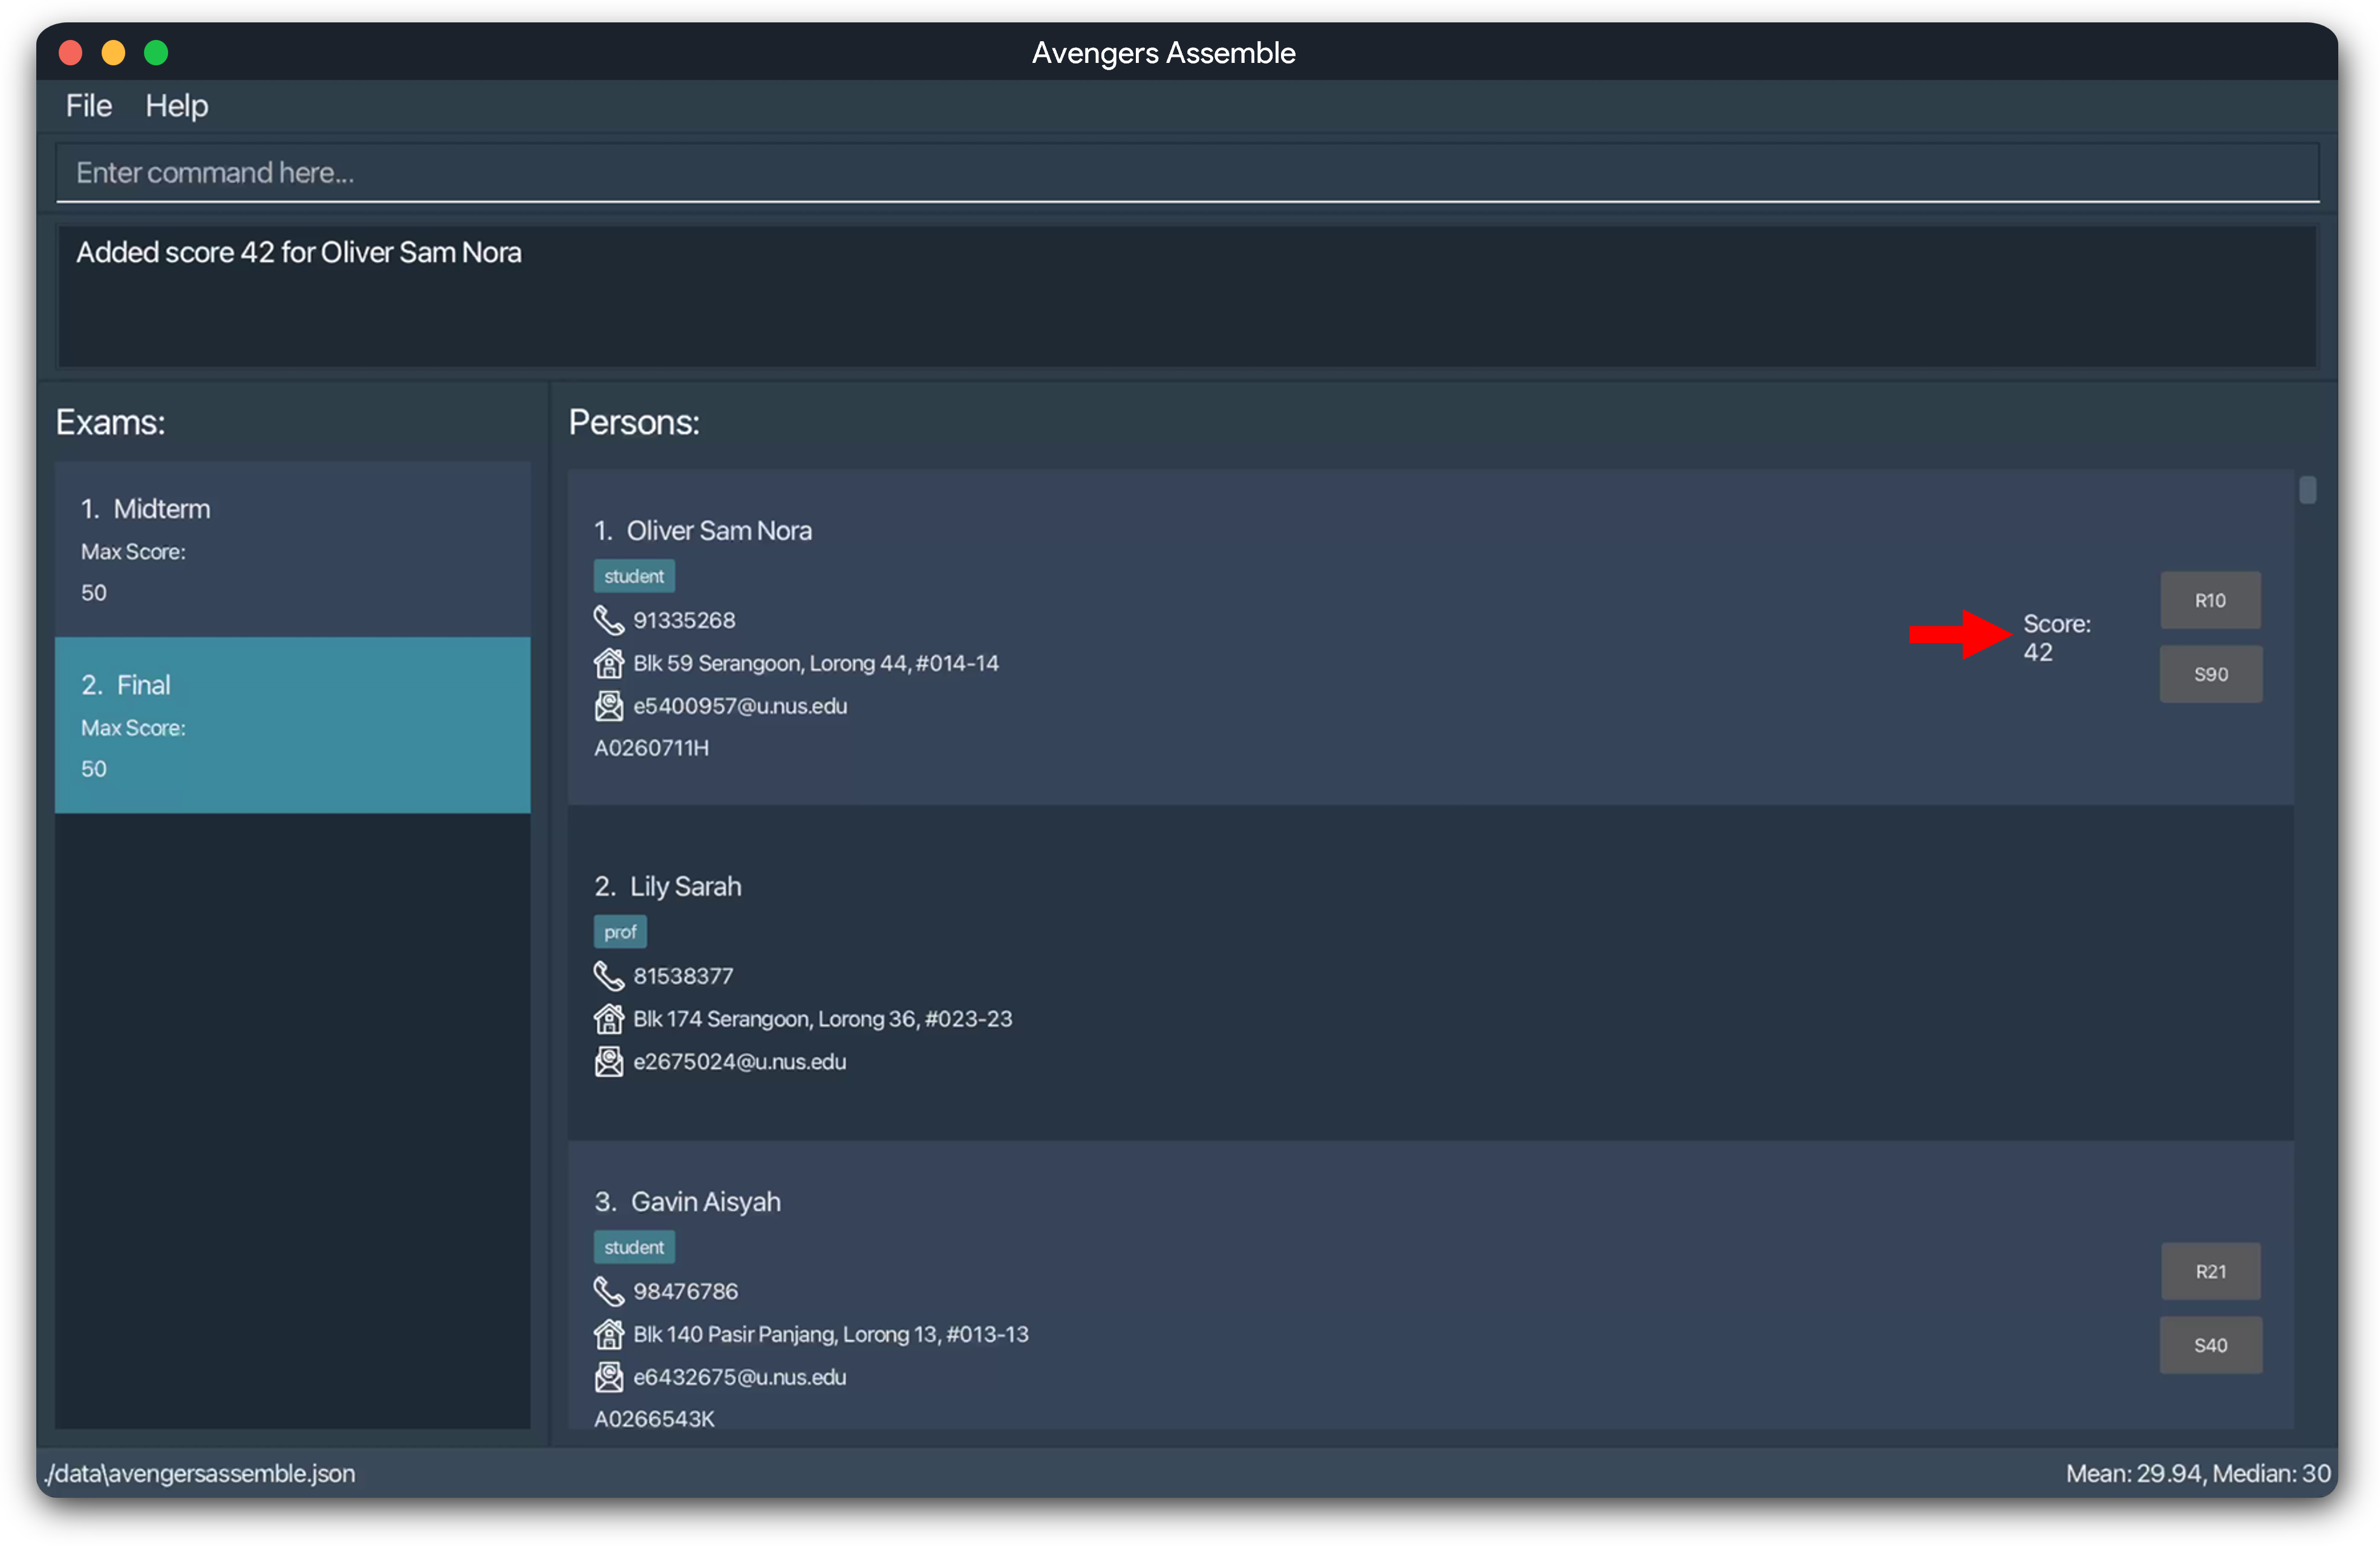 Avengers Assemble
File Help
Enter command here...
Added score 42 for Oliver Sam Nora
Exams:
1. Midterm
Max Score:
50
2. Final
Max Score:
50
Persons:
1. Oliver Sam Nora
student
91335268
Blk 59 Serangoon, Lorong 44, #014-14
e5400957@u.nus.edu
A0260711H
Score:
42
R10
S90
2. Lily Sarah
prof
81538377
Blk 174 Serangoon, Lorong 36, #023-23
e2675024@u.nus.edu
3. Gavin Aisyah
student
98476786
Blk 140 Pasir Panjang, Lorong 13, #013-13
e6432675@u.nus.edu
A0266543K
R21
S40
./data\avengersassemble.json
Mean: 29.94, Median: 30